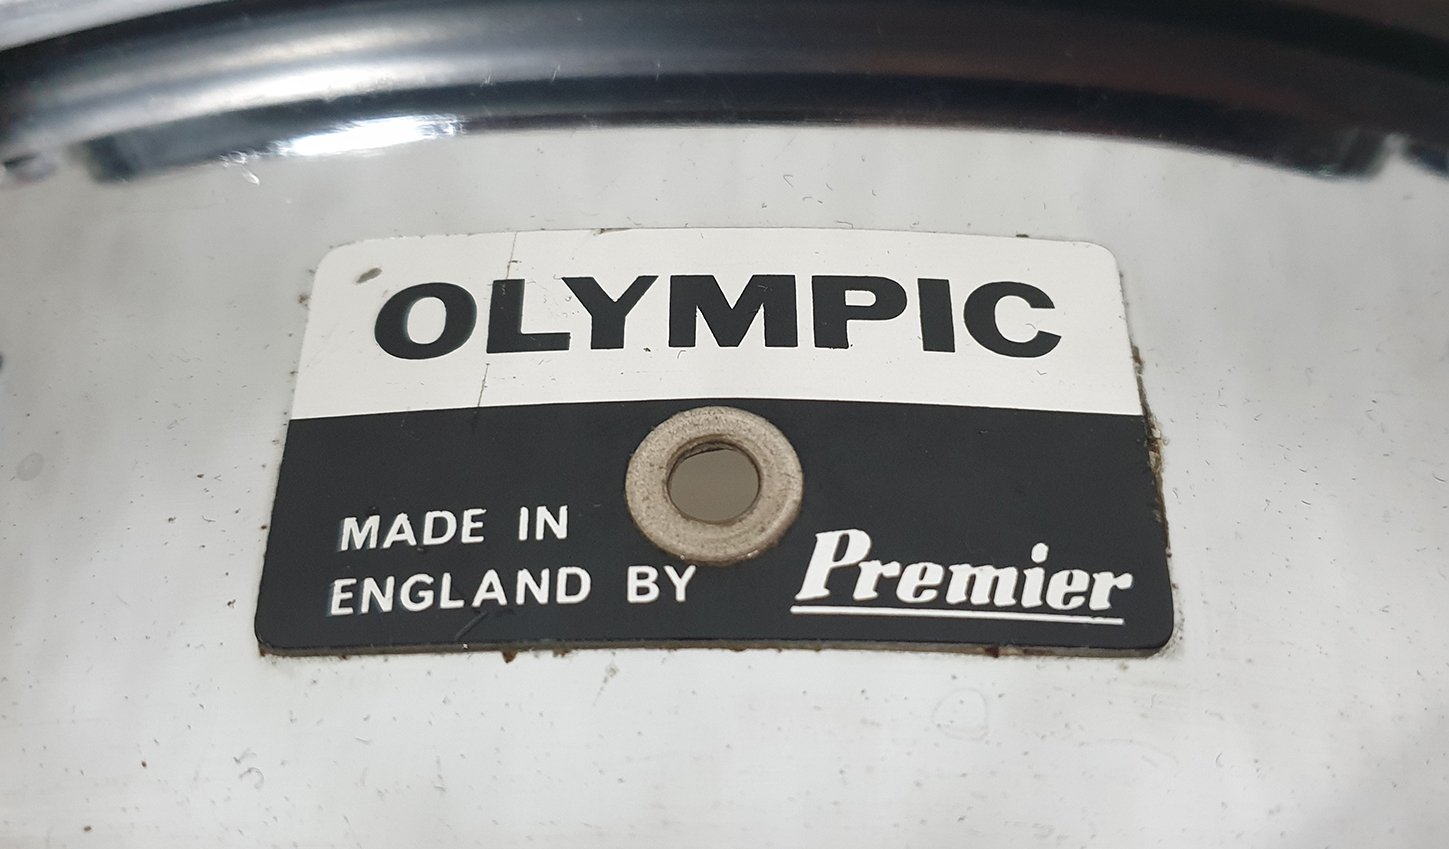 OLYMPIC
MADE IN
ENGLAND BY Premier